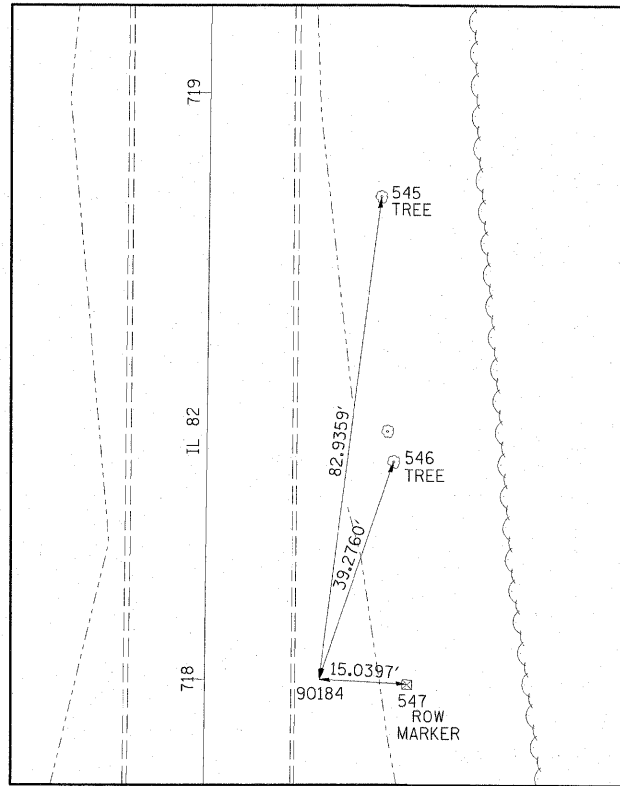 719
545
TREE
82.9359'
IL 82
546
TREE
39.2760'
718
15.0397'
90184
547
ROW
MARKER